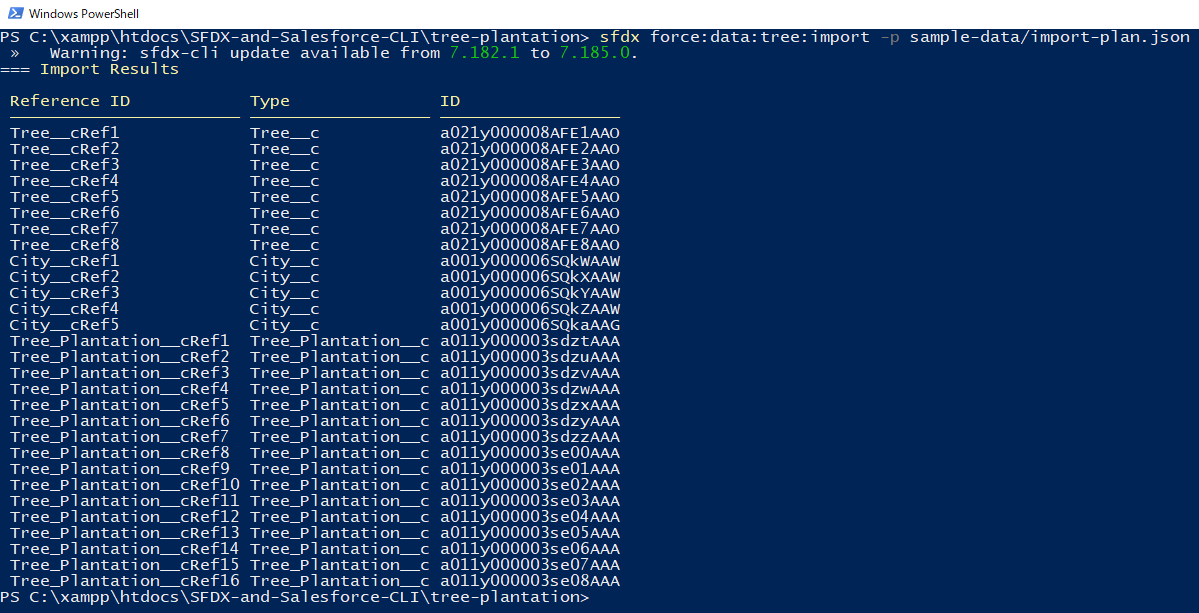 Windows PowerShell
PS C:\xampp\htdocs\SFDX-and-Salesforce-CLI\tree-plantation> sfdx force:data:tree:import -p sample-data/import-plan.json
» Warning: sfdx-cli update available from 7.182.1 to 7.185.0.
=== Import Results
Reference ID Type ID
Tree__cRef1 Tree__c a021y000008AFE1AAO
Tree__cRef2 Tree__c a021y000008AFE2AAO
Tree__cRef3 Tree__c a021y000008AFE3AAO
Tree__cRef4 Tree__c a021y000008AFE4AAO
Tree__cRef5 Tree__c a021y000008AFE5AAO
Tree__cRef6 Tree__c a021y000008AFE6AAO
Tree__cRef7 Tree__c a021y000008AFE7AAO
Tree__cRef8 Tree__c a021y000008AFE8AAO
City__cRef1 City__c a001y000006SQkWAAW
City__cRef2 City__c a001y000006SQkXAAW
City__cRef3 City__c a001y000006SQkYAAW
City__cRef4 City__c a001y000006SQkZAAW
City__cRef5 City__c a001y000006SQkaAAG
Tree_Plantation__cRef1 Tree_Plantation__c a011y000003sdztAAA
Tree_Plantation__cRef2 Tree_Plantation__c a011y000003sdzuAAA
Tree_Plantation__cRef3 Tree_Plantation__c a011y000003sdzvAAA
Tree_Plantation__cRef4 Tree_Plantation__c a011y000003sdzwAAA
Tree_Plantation__cRef5 Tree_Plantation__c a011y000003sdzxAAA
Tree_Plantation__cRef6 Tree_Plantation__c a011y000003sdzyAAA
Tree_Plantation__cRef7 Tree_Plantation__c a011y000003sdzzAAA
Tree_Plantation__cRef8 Tree_Plantation__c a011y000003se00AAA
Tree_Plantation__cRef9 Tree_Plantation__c a011y000003se01AAA
Tree_Plantation__cRef10 Tree_Plantation__c a011y000003se02AAA
Tree_Plantation__cRef11 Tree_Plantation__c a011y000003se03AAA
Tree_Plantation__cRef12 Tree_Plantation__c a011y000003se04AAA
Tree_Plantation__cRef13 Tree_Plantation__c a011y000003se05AAA
Tree_Plantation__cRef14 Tree_Plantation__c a011y000003se06AAA
Tree_Plantation__cRef15 Tree_Plantation__c a011y000003se07AAA
Tree_Plantation__cRef16 Tree_Plantation__c a011y000003se08AAA
PS C:\xampp\htdocs\SFDX-and-Salesforce-CLI\tree-plantation>